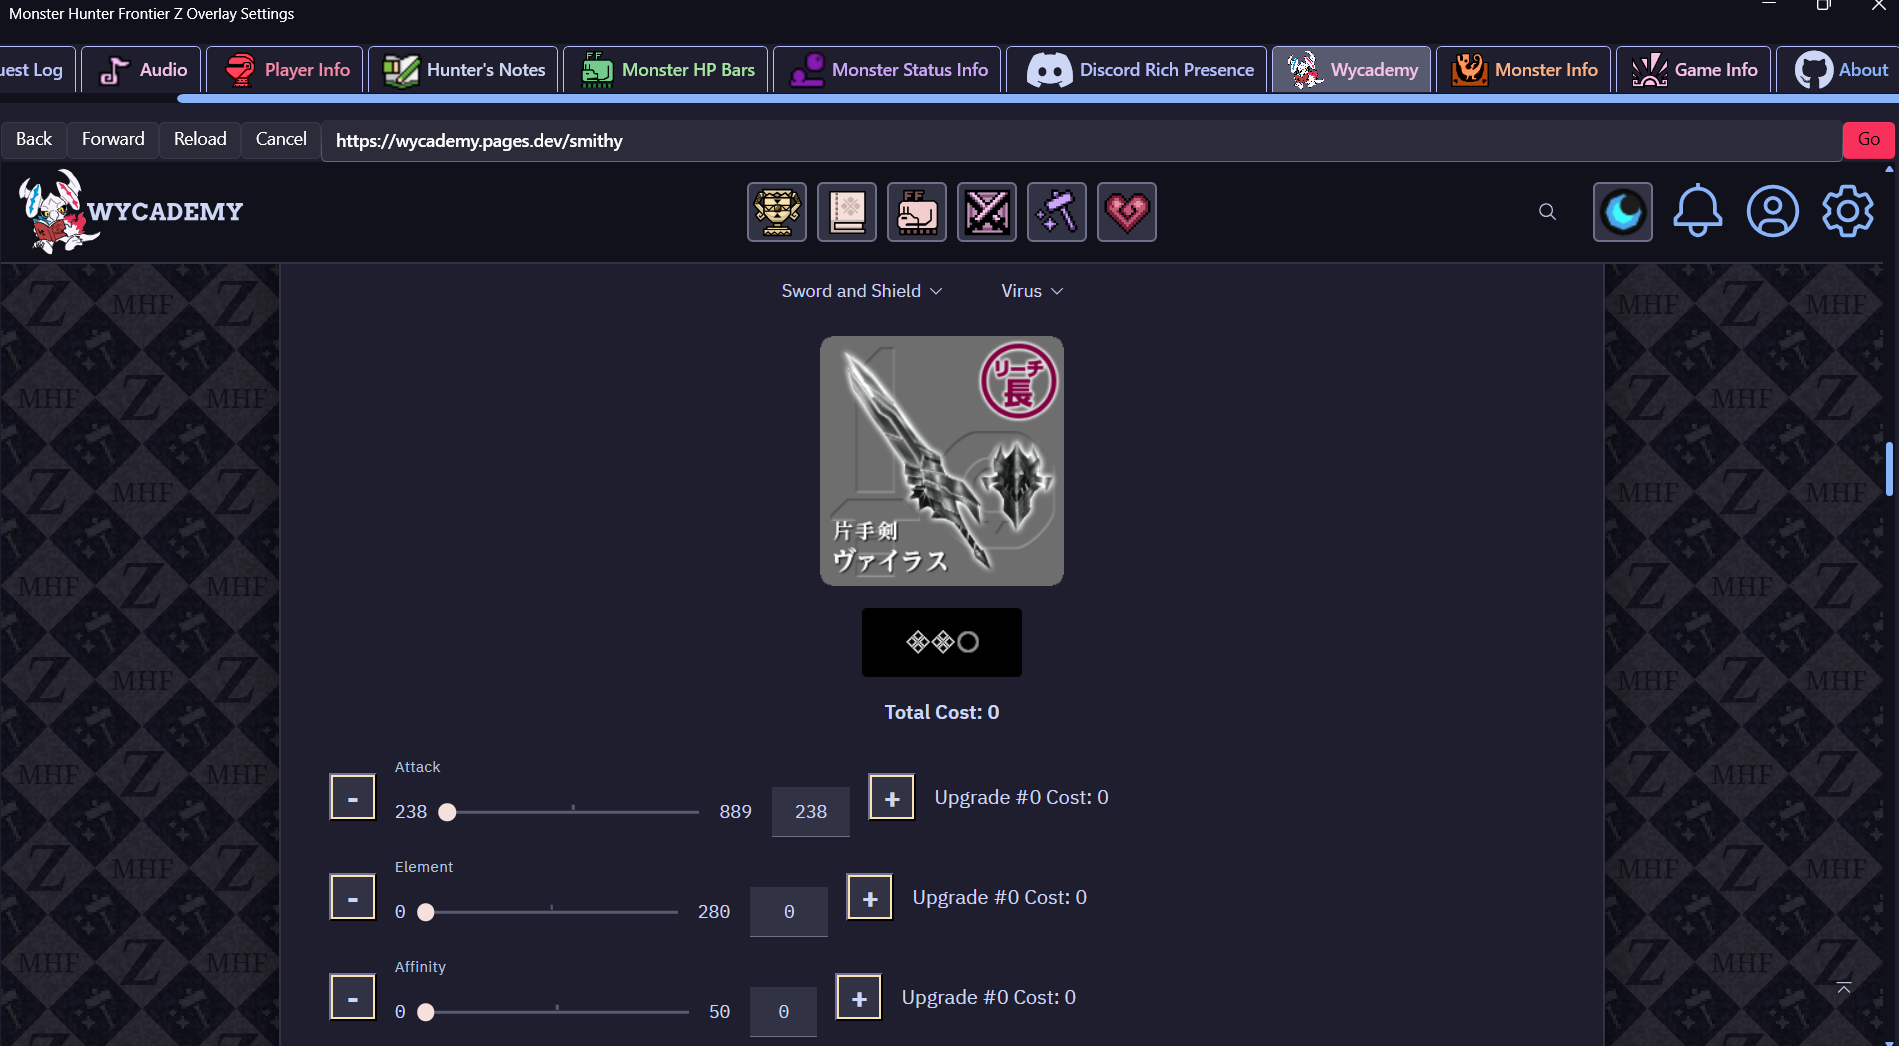 Monster Hunter Frontier Z Overlay Settings
uest Log
Audio
Player Info
Hunter's Notes
Monster HP Bars
Monster Status Info
Discord Rich Presence
Wycademy
Monster Info
Game Info
About
Back
Forward
Reload
Cancel
https://wycademy.pages.dev/smithy
Go
WYCADEMY
Sword and Shield
Virus
リーチ
長
片手剣
ヴァイラス
Total Cost: 0
Attack
-
238
889
238
+
Upgrade #0 Cost: 0
Element
-
0
280
0
+
Upgrade #0 Cost: 0
Affinity
-
0
50
0
+
Upgrade #0 Cost: 0
MHF
Z